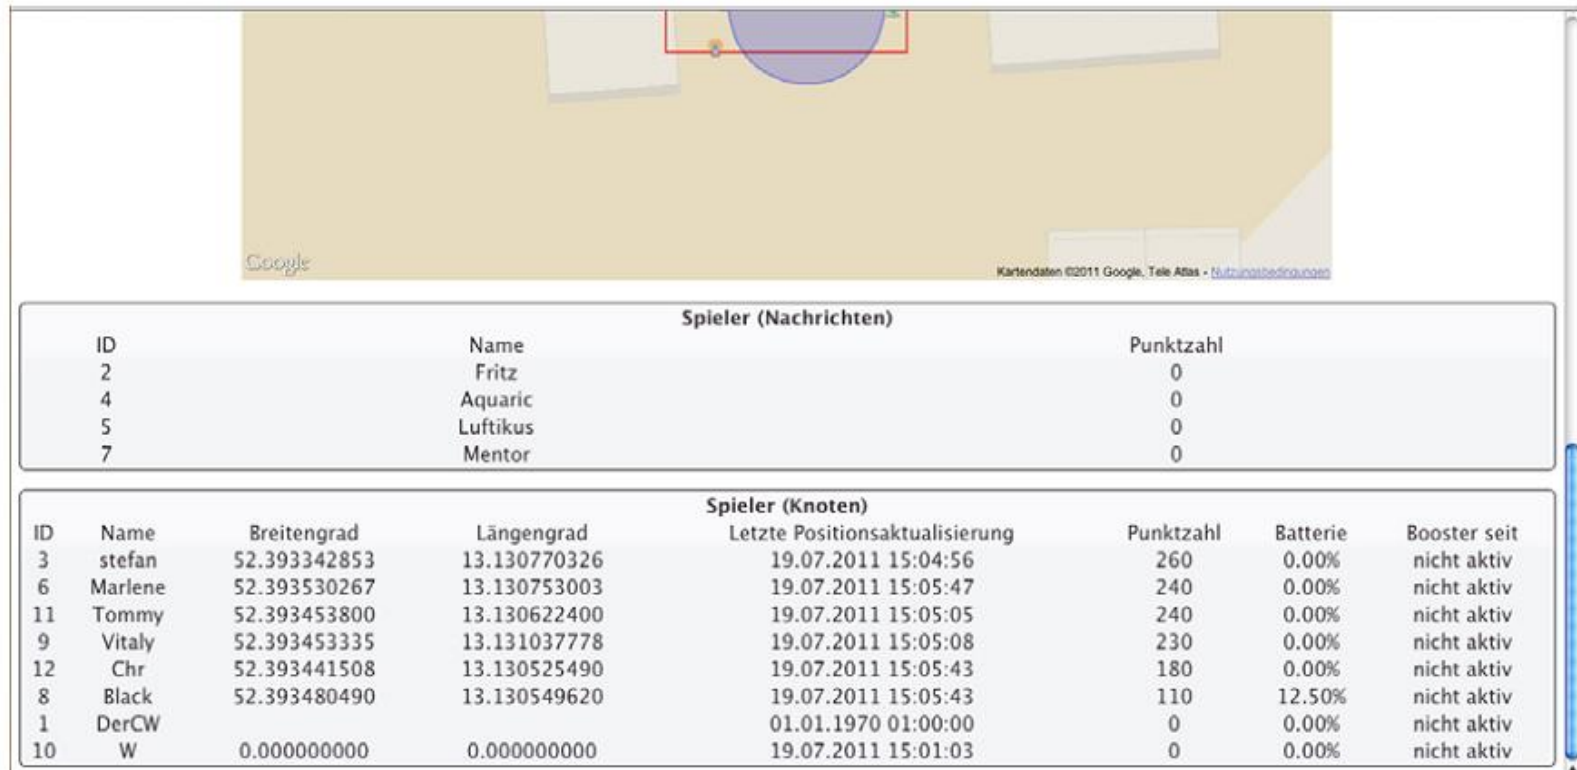 Google
Kartendaten ©2011 Google, Tele Atlas - Nutzungsbedingungen
Spieler (Nachrichten)
ID Name Punktzahl
2 Fritz 0
4 Aquaric 0
5 Luftikus 0
7 Mentor 0
Spieler (Knoten)
ID Name Breitengrad Längengrad Letzte Positionsaktualisierung Punktzahl Batterie Booster seit
3 stefan 52.393342853 13.130770326 19.07.2011 15:04:56 260 0.00% nicht aktiv
6 Marlene 52.393530267 13.130753003 19.07.2011 15:05:47 240 0.00% nicht aktiv
11 Tommy 52.393453800 13.130622400 19.07.2011 15:05:05 240 0.00% nicht aktiv
9 Vitaly 52.393453335 13.131037778 19.07.2011 15:05:08 230 0.00% nicht aktiv
12 Chr 52.393441508 13.130525490 19.07.2011 15:05:43 180 0.00% nicht aktiv
8 Black 52.393480490 13.130549620 19.07.2011 15:05:43 110 12.50% nicht aktiv
1 DerCW 01.01.1970 01:00:00 0 0.00% nicht aktiv
10 W 0.000000000 0.000000000 19.07.2011 15:01:03 0 0.00% nicht aktiv